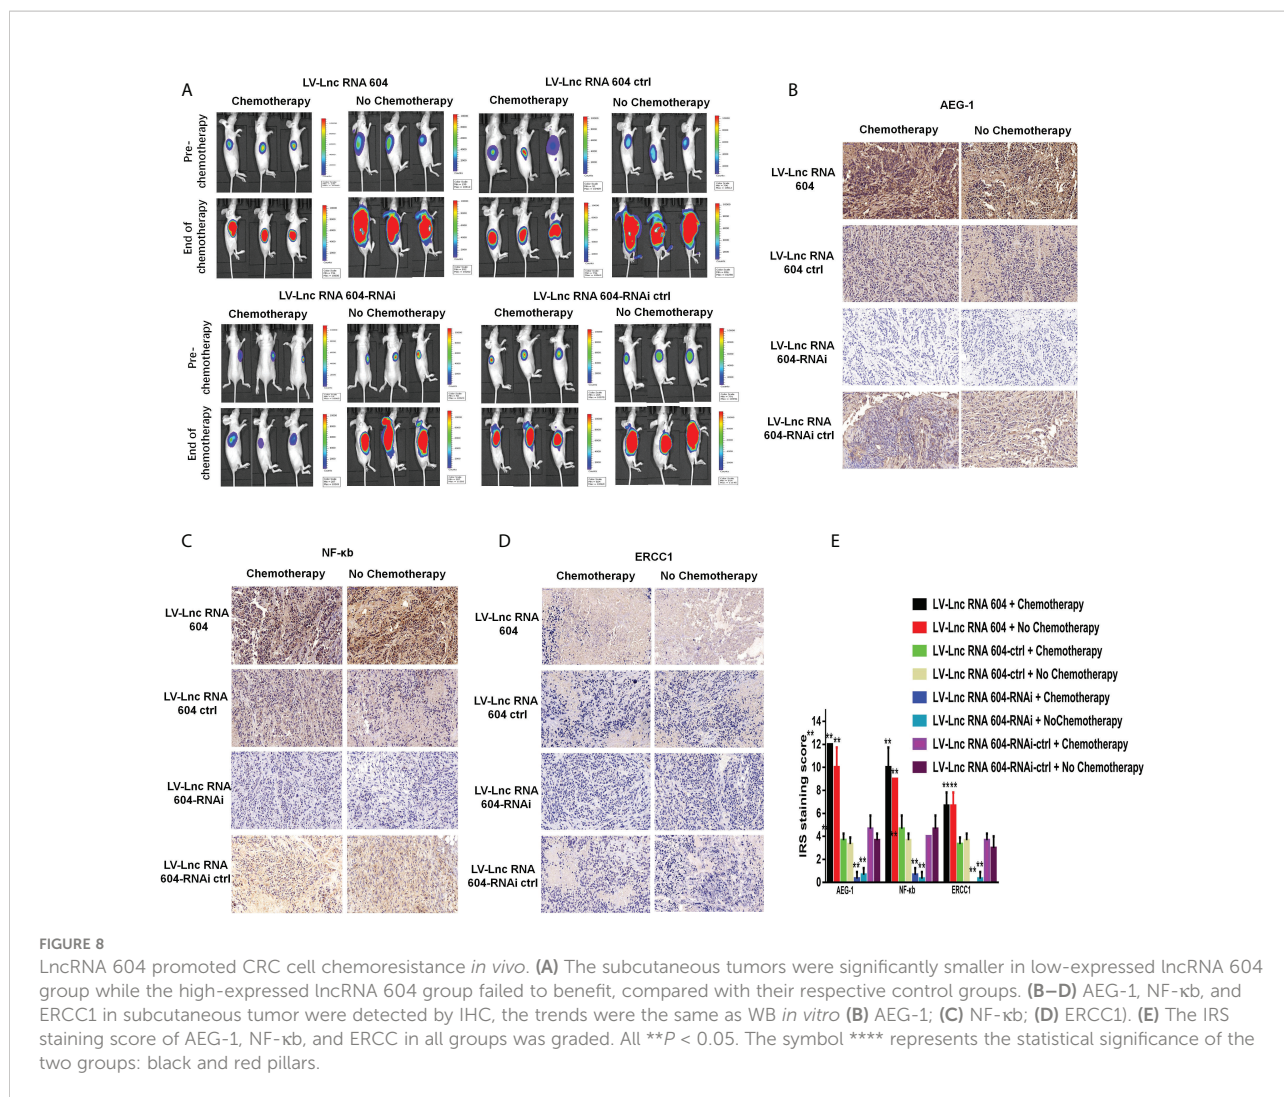 A
LV-Lnc RNA 604
LV-Lnc RNA 604 ctrl
Chemotherapy
No Chemotherapy
Chemotherapy
No Chemotherapy
Pre-
chemotherapy
End of
chemotherapy
LV-Lnc RNA 604-RNAi
LV-Lnc RNA 604-RNAi ctrl
Chemotherapy
No Chemotherapy
Chemotherapy
No Chemotherapy
Pre-
chemotherapy
End of
chemotherapy
B
AEG-1
Chemotherapy
No Chemotherapy
LV-Lnc RNA
604
LV-Lnc RNA
604 ctrl
LV-Lnc RNA
604-RNAi
LV-Lnc RNA
604-RNAi ctrl
C
NF-κb
Chemotherapy
No Chemotherapy
LV-Lnc RNA
604
LV-Lnc RNA
604 ctrl
LV-Lnc RNA
604-RNAi
LV-Lnc RNA
604-RNAi ctrl
D
ERCC1
Chemotherapy
No Chemotherapy
LV-Lnc RNA
604
LV-Lnc RNA
604 ctrl
LV-Lnc RNA
604-RNAi
LV-Lnc RNA
604-RNAi ctrl
E
LV-Lnc RNA 604 + Chemotherapy
LV-Lnc RNA 604 + No Chemotherapy
LV-Lnc RNA 604-ctrl + Chemotherapy
LV-Lnc RNA 604-ctrl + No Chemotherapy
LV-Lnc RNA 604-RNAi + Chemotherapy
LV-Lnc RNA 604-RNAi + NoChemotherapy
LV-Lnc RNA 604-RNAi-ctrl + Chemotherapy
LV-Lnc RNA 604-RNAi-ctrl + No Chemotherapy
IRS staining score
14
12
10
8
6
4
2
0
**
**
**
**
**
**
**
**
**
**
****
**
**
AEG-1
NF-κb
ERCC1
FIGURE 8
LncRNA 604 promoted CRC cell chemoresistance in vivo. (A) The subcutaneous tumors were significantly smaller in low-expressed lncRNA 604
group while the high-expressed lncRNA 604 group failed to benefit, compared with their respective control groups. (B–D) AEG-1, NF-κb, and
ERCC1 in subcutaneous tumor were detected by IHC, the trends were the same as WB in vitro (B) AEG-1; (C) NF-κb; (D) ERCC1). (E) The IRS
staining score of AEG-1, NF-κb, and ERCC in all groups was graded. All **P < 0.05. The symbol **** represents the statistical significance of the
two groups: black and red pillars.